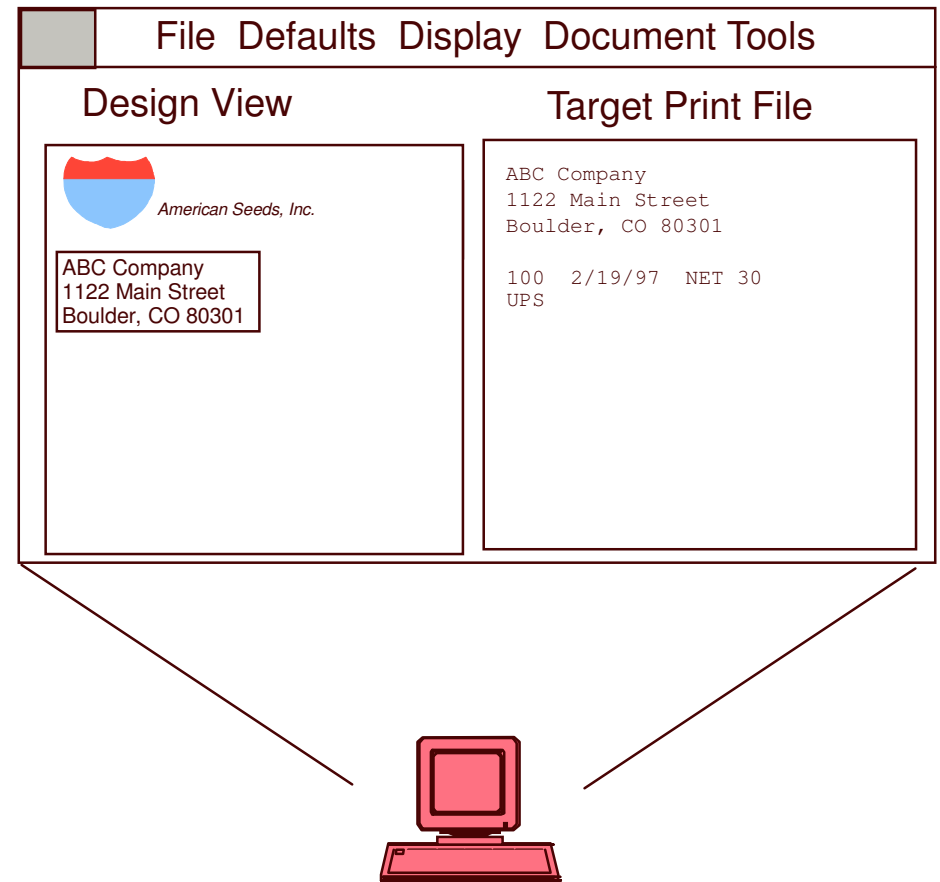 File Defaults Display Document Tools
Design View
Target Print File
American Seeds, Inc.
ABC Company
1122 Main Street
Boulder, CO 80301
ABC Company
1122 Main Street
Boulder, CO 80301
100 2/19/97 NET 30
UPS